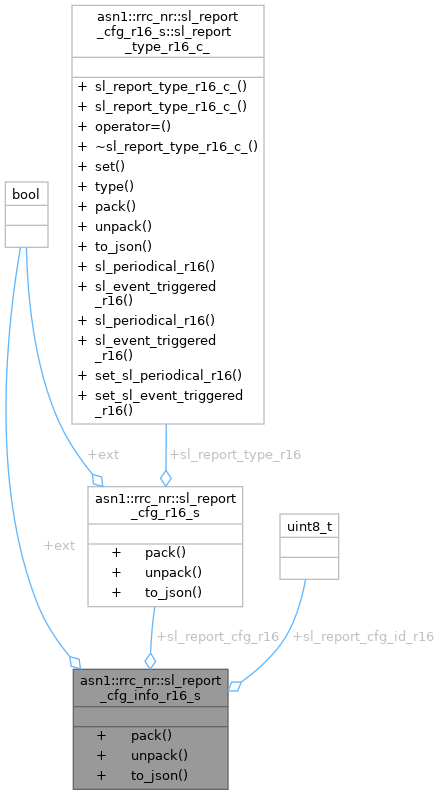 asn1::rrc_nr::sl_report
_cfg_r16_s::sl_report
_type_r16_c_
+ sl_report_type_r16_c_()
+ sl_report_type_r16_c_()
+ operator=()
+ ~sl_report_type_r16_c_()
+ set()
+ type()
+ pack()
+ unpack()
+ to_json()
+ sl_periodical_r16()
+ sl_event_triggered
_r16()
+ sl_periodical_r16()
+ sl_event_triggered
_r16()
+ set_sl_periodical_r16()
+ set_sl_event_triggered
_r16()
bool
+ext
+sl_report_type_r16
asn1::rrc_nr::sl_report
_cfg_r16_s
+ pack()
+ unpack()
+ to_json()
uint8_t
+ext
+sl_report_cfg_r16
+sl_report_cfg_id_r16
asn1::rrc_nr::sl_report
_cfg_info_r16_s
+ pack()
+ unpack()
+ to_json()